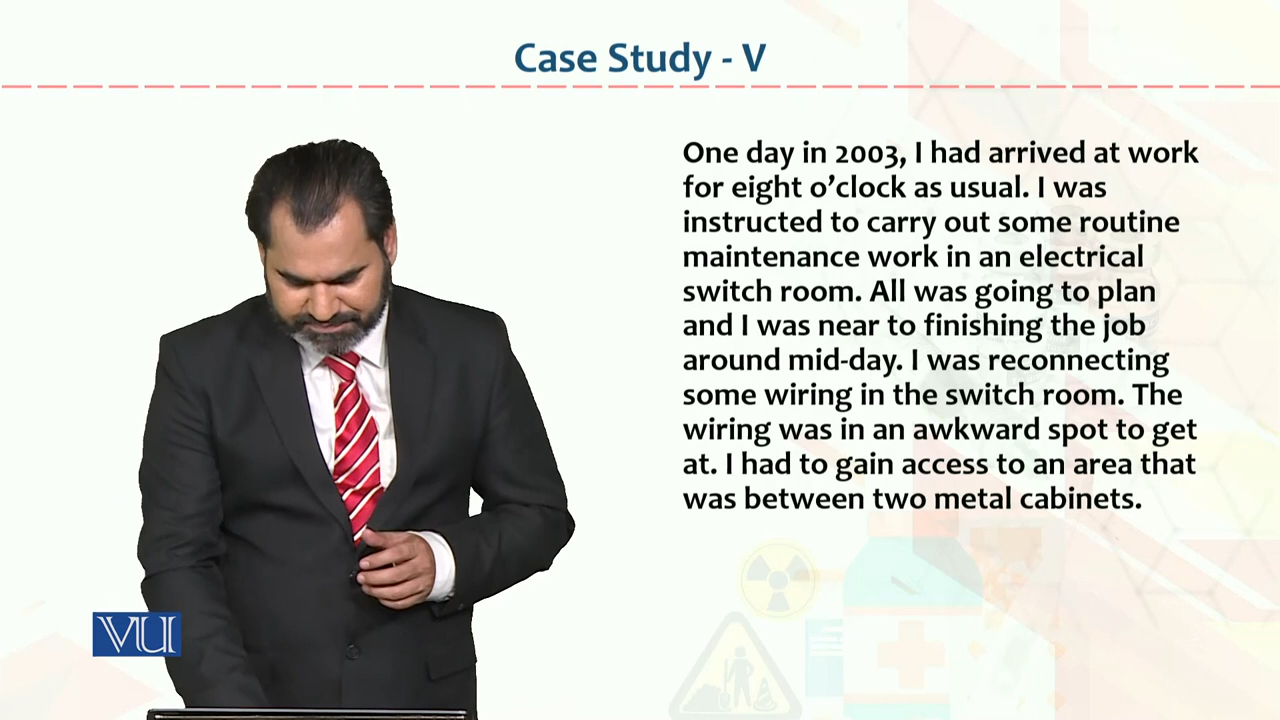 Case Study - V
One day in 2003, I had arrived at work
for eight o’clock as usual. I was
instructed to carry out some routine
maintenance work in an electrical
switch room. All was going to plan
and I was near to finishing the job
around mid-day. I was reconnecting
some wiring in the switch room. The
wiring was in an awkward spot to get
at. I had to gain access to an area that
was between two metal cabinets.
VU